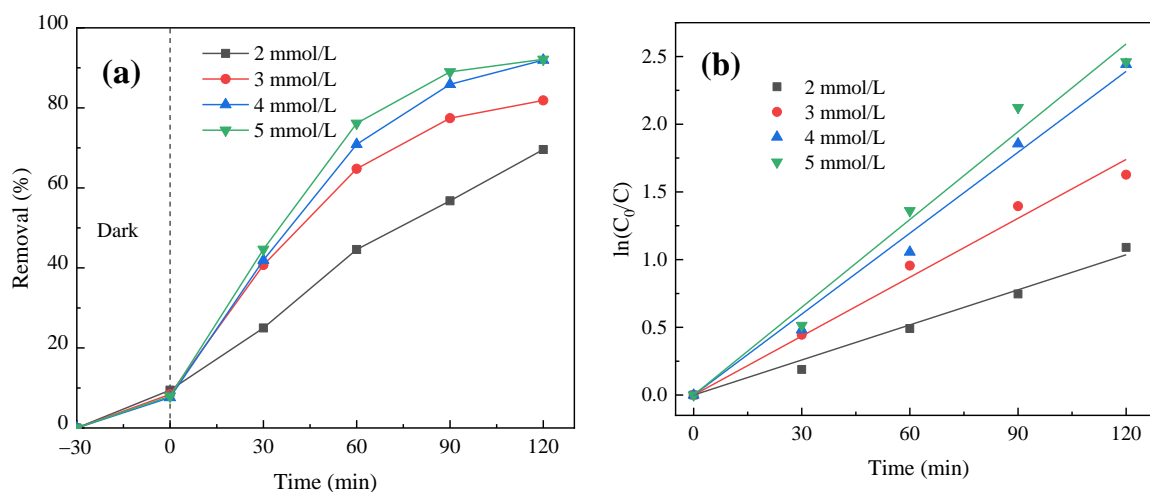 (a)
2 mmol/L
3 mmol/L
4 mmol/L
5 mmol/L
Dark
Removal (%)
100
80
60
40
20
0
−30
0
30
60
90
120
Time (min)
(b)
2 mmol/L
3 mmol/L
4 mmol/L
5 mmol/L
ln(C₀/C)
2.5
2.0
1.5
1.0
0.5
0.0
0
30
60
90
120
Time (min)